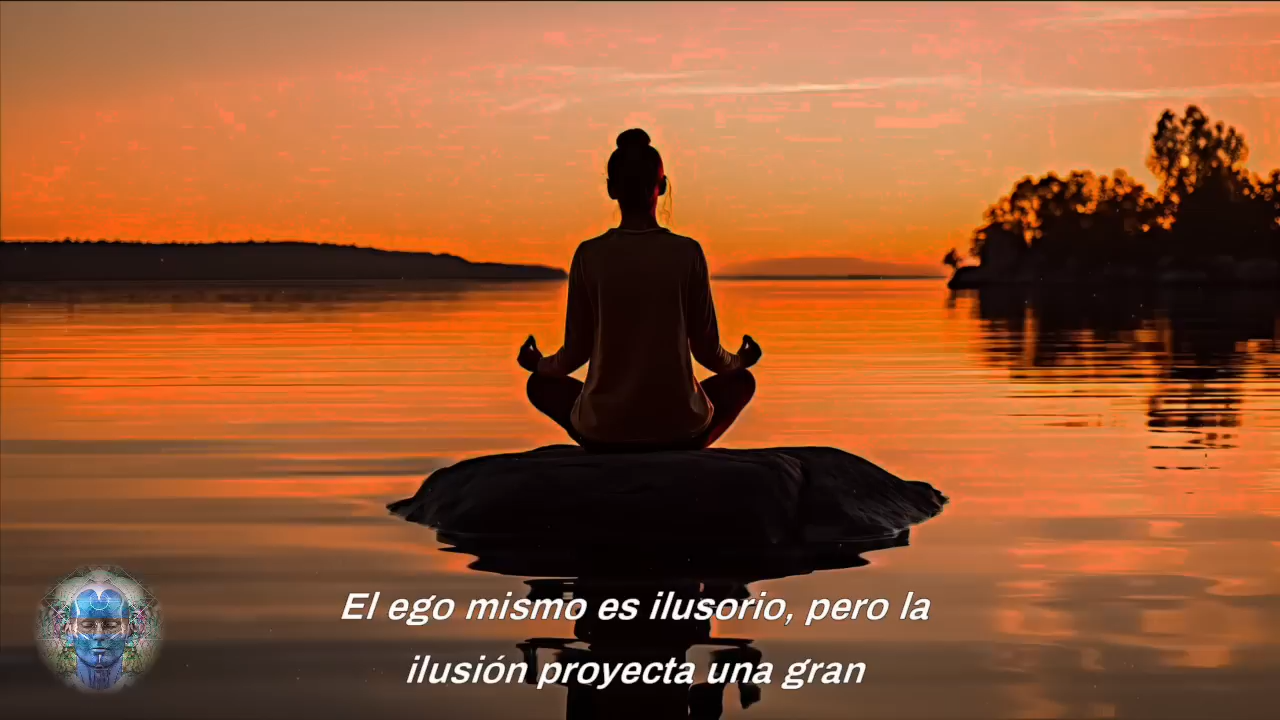 El ego mismo es ilusorio, pero la
ilusión proyecta una gran